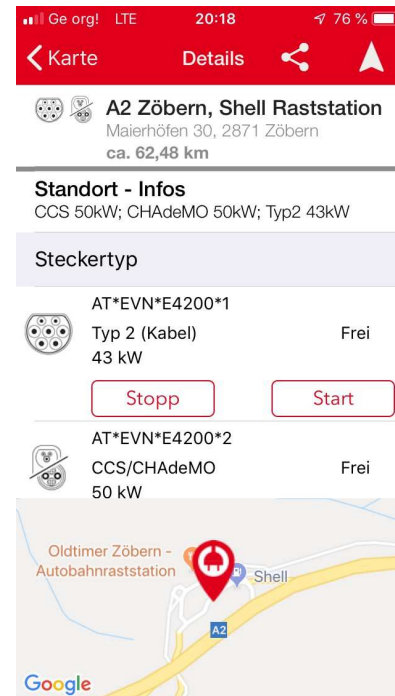 Ge org! LTE 20:18 76 %
Karte Details
A2 Zöbern, Shell Raststation
Maierhöfen 30, 2871 Zöbern
ca. 62,48 km
Standort - Infos
CCS 50kW; CHAdeMO 50kW; Typ2 43kW
Steckertyp
AT*EVN*E4200*1
Typ 2 (Kabel) Frei
43 kW
Stopp Start
AT*EVN*E4200*2
CCS/CHAdeMO Frei
50 kW
Oldtimer Zöbern -
Autobahnraststation
Shell
A2
Google